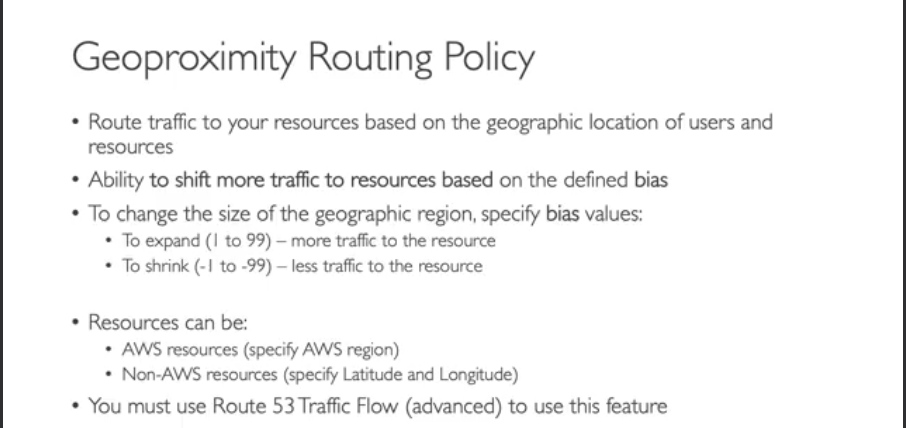 Geoproximity Routing Policy
• Route traffic to your resources based on the geographic location of users and
resources
• Ability to shift more traffic to resources based on the defined bias
• To change the size of the geographic region, specify bias values:
• To expand (1 to 99) – more traffic to the resource
• To shrink (-1 to -99) – less traffic to the resource
• Resources can be:
• AWS resources (specify AWS region)
• Non-AWS resources (specify Latitude and Longitude)
• You must use Route 53 Traffic Flow (advanced) to use this feature